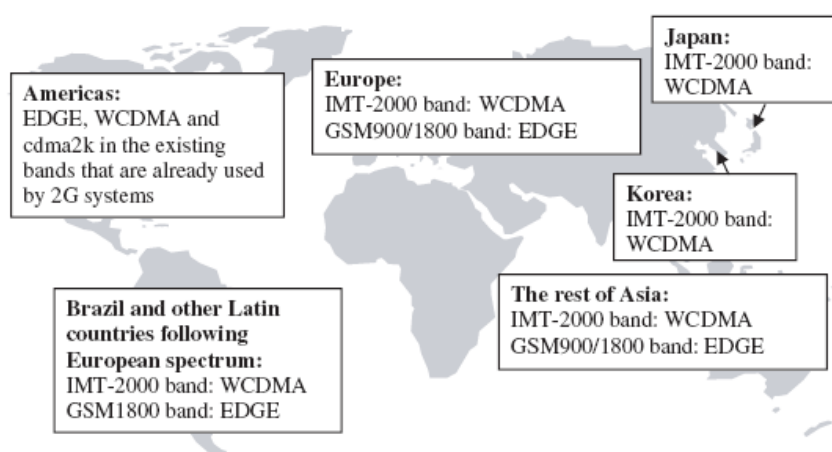 Japan:
IMT-2000 band:
WCDMA
Americas:
EDGE, WCDMA and
cdma2k in the existing
bands that are already used
by 2G systems
Europe:
IMT-2000 band: WCDMA
GSM900/1800 band: EDGE
Korea:
IMT-2000 band:
WCDMA
Brazil and other Latin
countries following
European spectrum:
IMT-2000 band: WCDMA
GSM1800 band: EDGE
The rest of Asia:
IMT-2000 band: WCDMA
GSM900/1800 band: EDGE